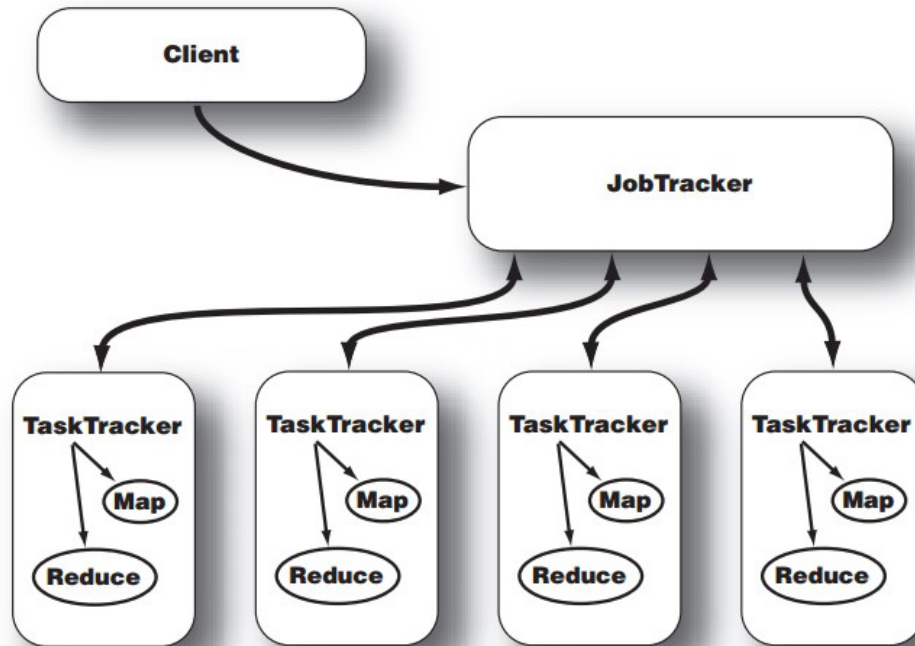 Client
JobTracker
TaskTracker
Map
Reduce
TaskTracker
Map
Reduce
TaskTracker
Map
Reduce
TaskTracker
Map
Reduce